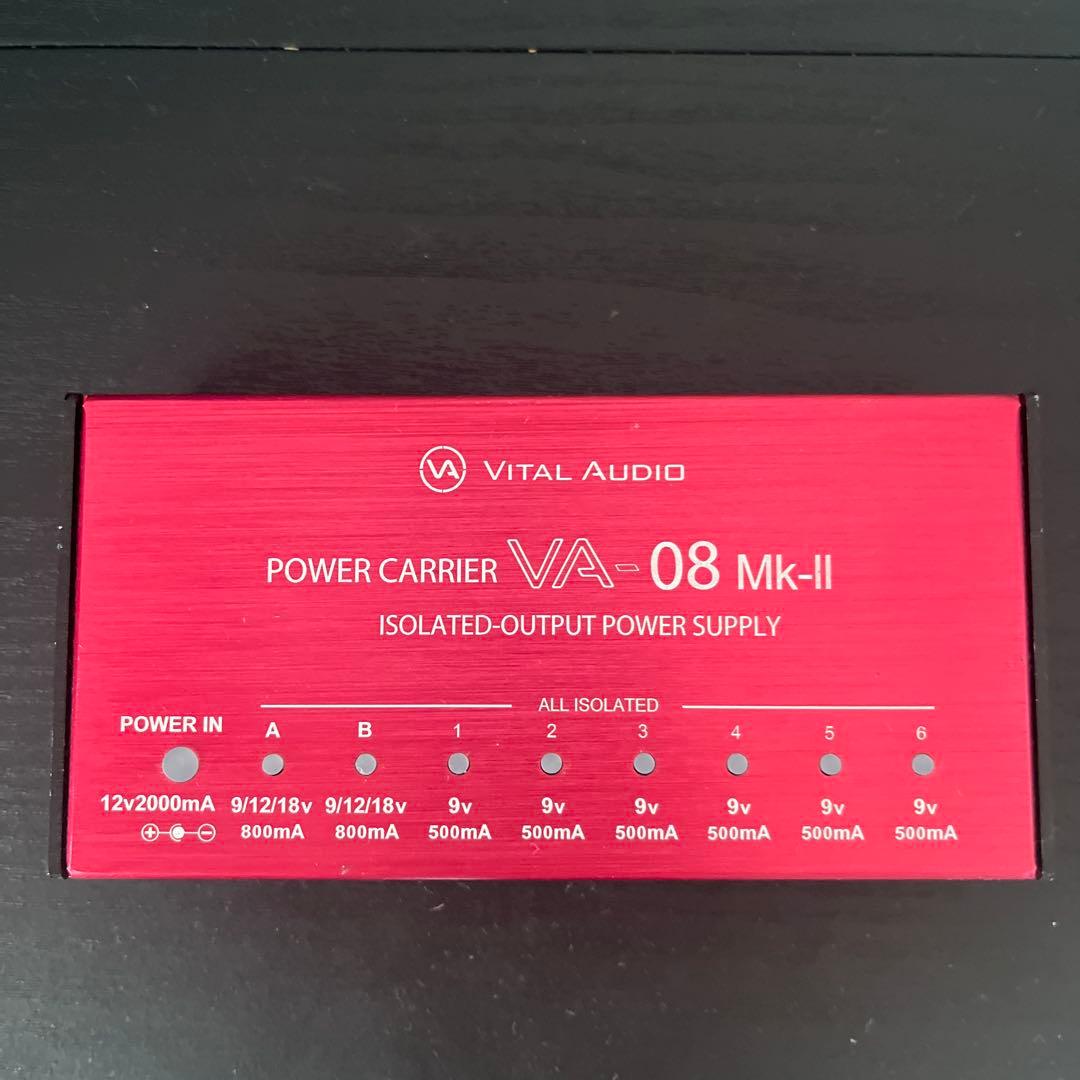 VA VITAL AUDIO
POWER CARRIER VA-08 Mk-II
ISOLATED-OUTPUT POWER SUPPLY
ALL ISOLATED
POWER IN A B 1 2 3 4 5 6
12v2000mA 9/12/18v 9/12/18v 9v 9v 9v 9v 9v 9v
800mA 800mA 500mA 500mA 500mA 500mA 500mA 500mA